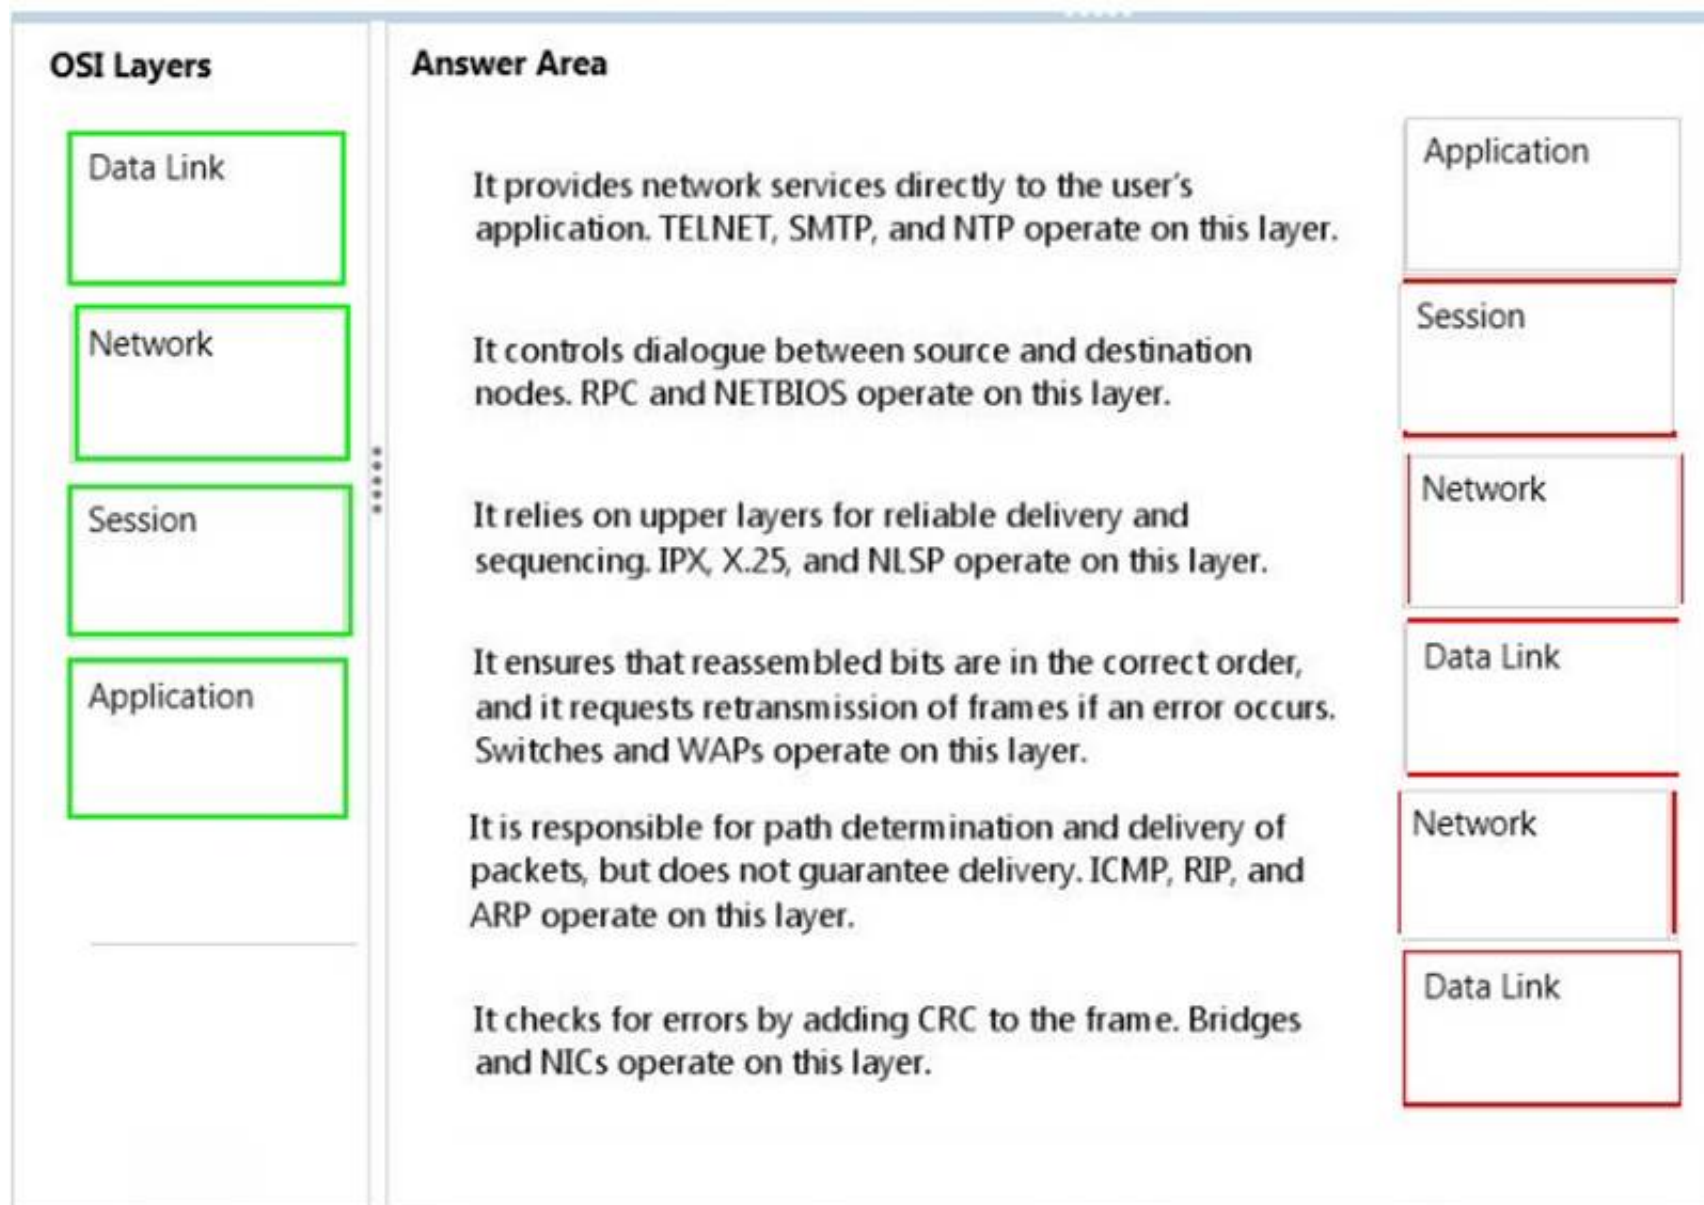 OSI Layers
Data Link
Network
Session
Application
Answer Area
It provides network services directly to the user's
application. TELNET, SMTP, and NTP operate on this layer.
Application
It controls dialogue between source and destination
nodes. RPC and NETBIOS operate on this layer.
Session
It relies on upper layers for reliable delivery and
sequencing. IPX, X.25, and NLSP operate on this layer.
Network
It ensures that reassembled bits are in the correct order,
and it requests retransmission of frames if an error occurs.
Switches and WAPs operate on this layer.
Data Link
It is responsible for path determination and delivery of
packets, but does not guarantee delivery. ICMP, RIP, and
ARP operate on this layer.
Network
It checks for errors by adding CRC to the frame. Bridges
and NICs operate on this layer.
Data Link